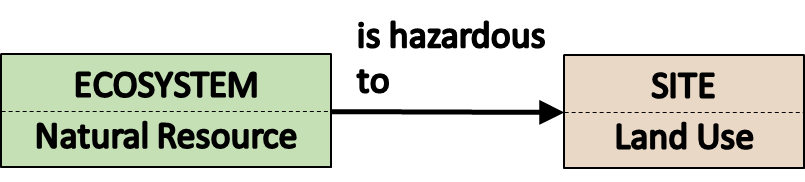 ECOSYSTEM
Natural Resource
is hazardous
to
SITE
Land Use